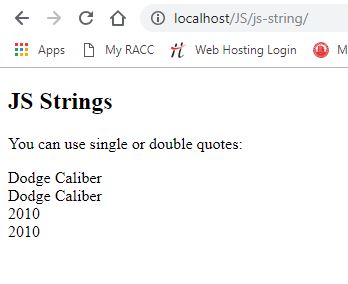 localhost/JS/js-string/
Apps My RACC Web Hosting Login M
JS Strings
You can use single or double quotes:
Dodge Caliber
Dodge Caliber
2010
2010